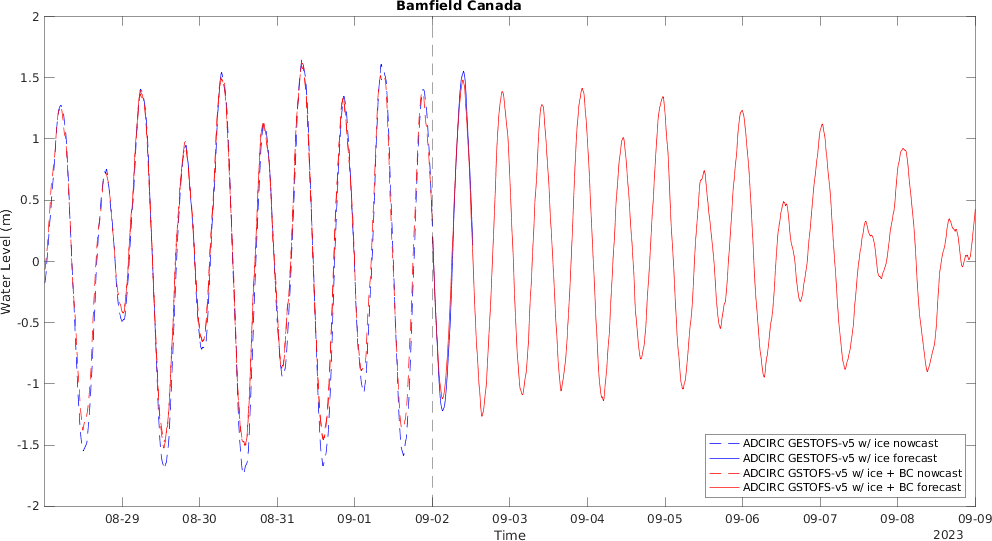 Bamfield Canada
2
1.5
1
0.5
0
-0.5
-1
-1.5
-2
Water Level (m)
ADCIRC GESTOFS-v5 w/ ice nowcast
ADCIRC GESTOFS-v5 w/ ice forecast
ADCIRC GSTOFS-v5 w/ ice + BC nowcast
ADCIRC GSTOFS-v5 w/ ice + BC forecast
08-29 08-30 08-31 09-01 09-02 09-03 09-04 09-05 09-06 09-07 09-08 09-09
Time
2023